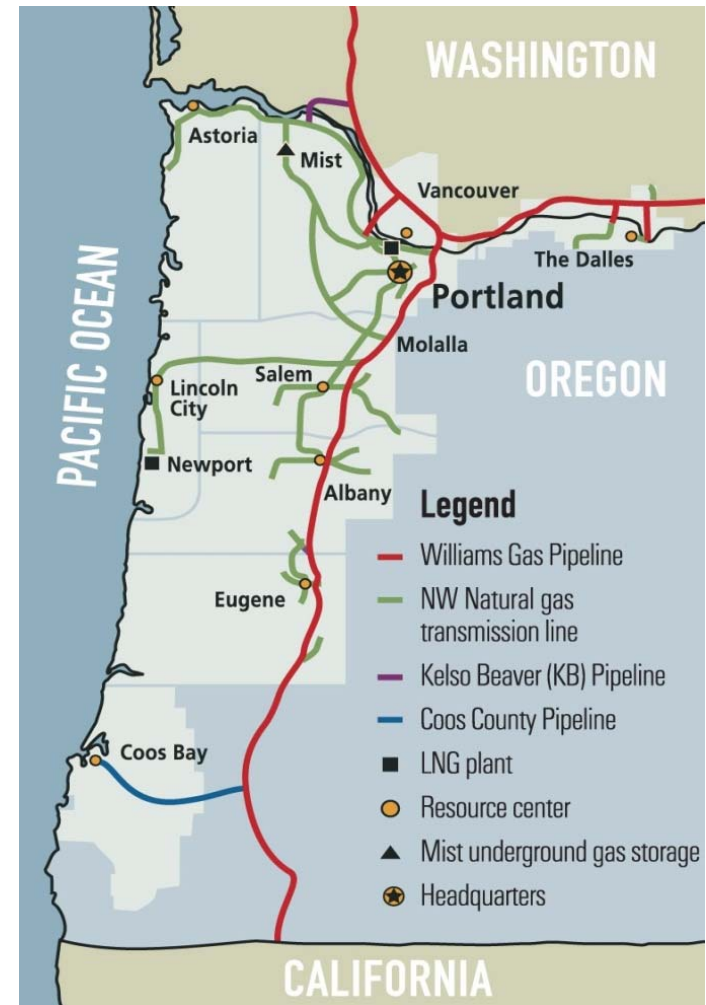 WASHINGTON
Astoria
Mist
Vancouver
The Dalles
Portland
Molalla
PACIFIC OCEAN
OREGON
Lincoln
City
Salem
Newport
Albany
Eugene
Coos Bay
Legend
Williams Gas Pipeline
NW Natural gas
transmission line
Kelso Beaver (KB) Pipeline
Coos County Pipeline
LNG plant
Resource center
Mist underground gas storage
Headquarters
CALIFORNIA